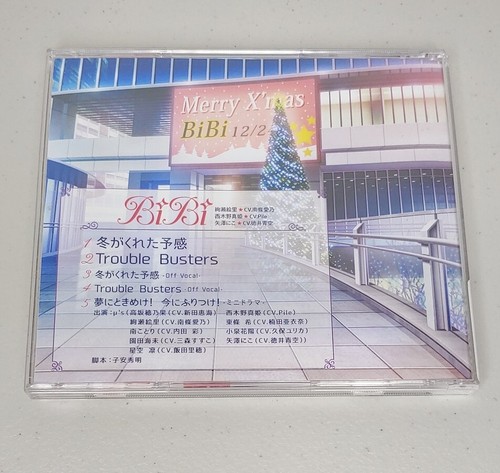 Merry X'mas
BiBi 12/2
BiBi
絢瀬絵里★CV.南條愛乃
西木野真姫★CV.Pile
矢澤にこ★CV.徳井青空
1 冬がくれた予感
2 Trouble Busters
3 冬がくれた予感 -Off Vocal-
4 Trouble Busters -Off Vocal-
5 夢にときめけ! 今にふりつけ! ~ミニドラマ~
出演:μ's(高坂穂乃果(CV.新田恵海) 西木野真姫(CV.Pile)
絢瀬絵里(CV.南條愛乃) 東條 希(CV.楠田亜衣奈)
南ことり(CV.内田 彩) 小泉花陽(CV.久保ユリカ)
園田海未(CV.三森すずこ) 矢澤にこ(CV.徳井青空))
星空 凛(CV.飯田里穂)
脚本:子安秀明